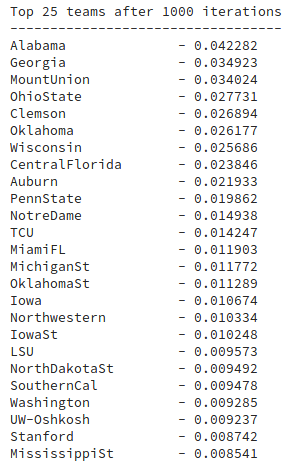 Top 25 teams after 1000 iterations
----------------------------------
Alabama - 0.042282
Georgia - 0.034923
MountUnion - 0.034024
OhioState - 0.027731
Clemson - 0.026894
Oklahoma - 0.026177
Wisconsin - 0.025686
CentralFlorida - 0.023846
Auburn - 0.021933
PennState - 0.019862
NotreDame - 0.014938
TCU - 0.014247
MiamiFL - 0.011903
MichiganSt - 0.011772
OklahomaSt - 0.011289
Iowa - 0.010674
Northwestern - 0.010334
IowaSt - 0.010248
LSU - 0.009573
NorthDakotaSt - 0.009492
SouthernCal - 0.009478
Washington - 0.009285
UW-Oshkosh - 0.009237
Stanford - 0.008742
MississippiSt - 0.008541